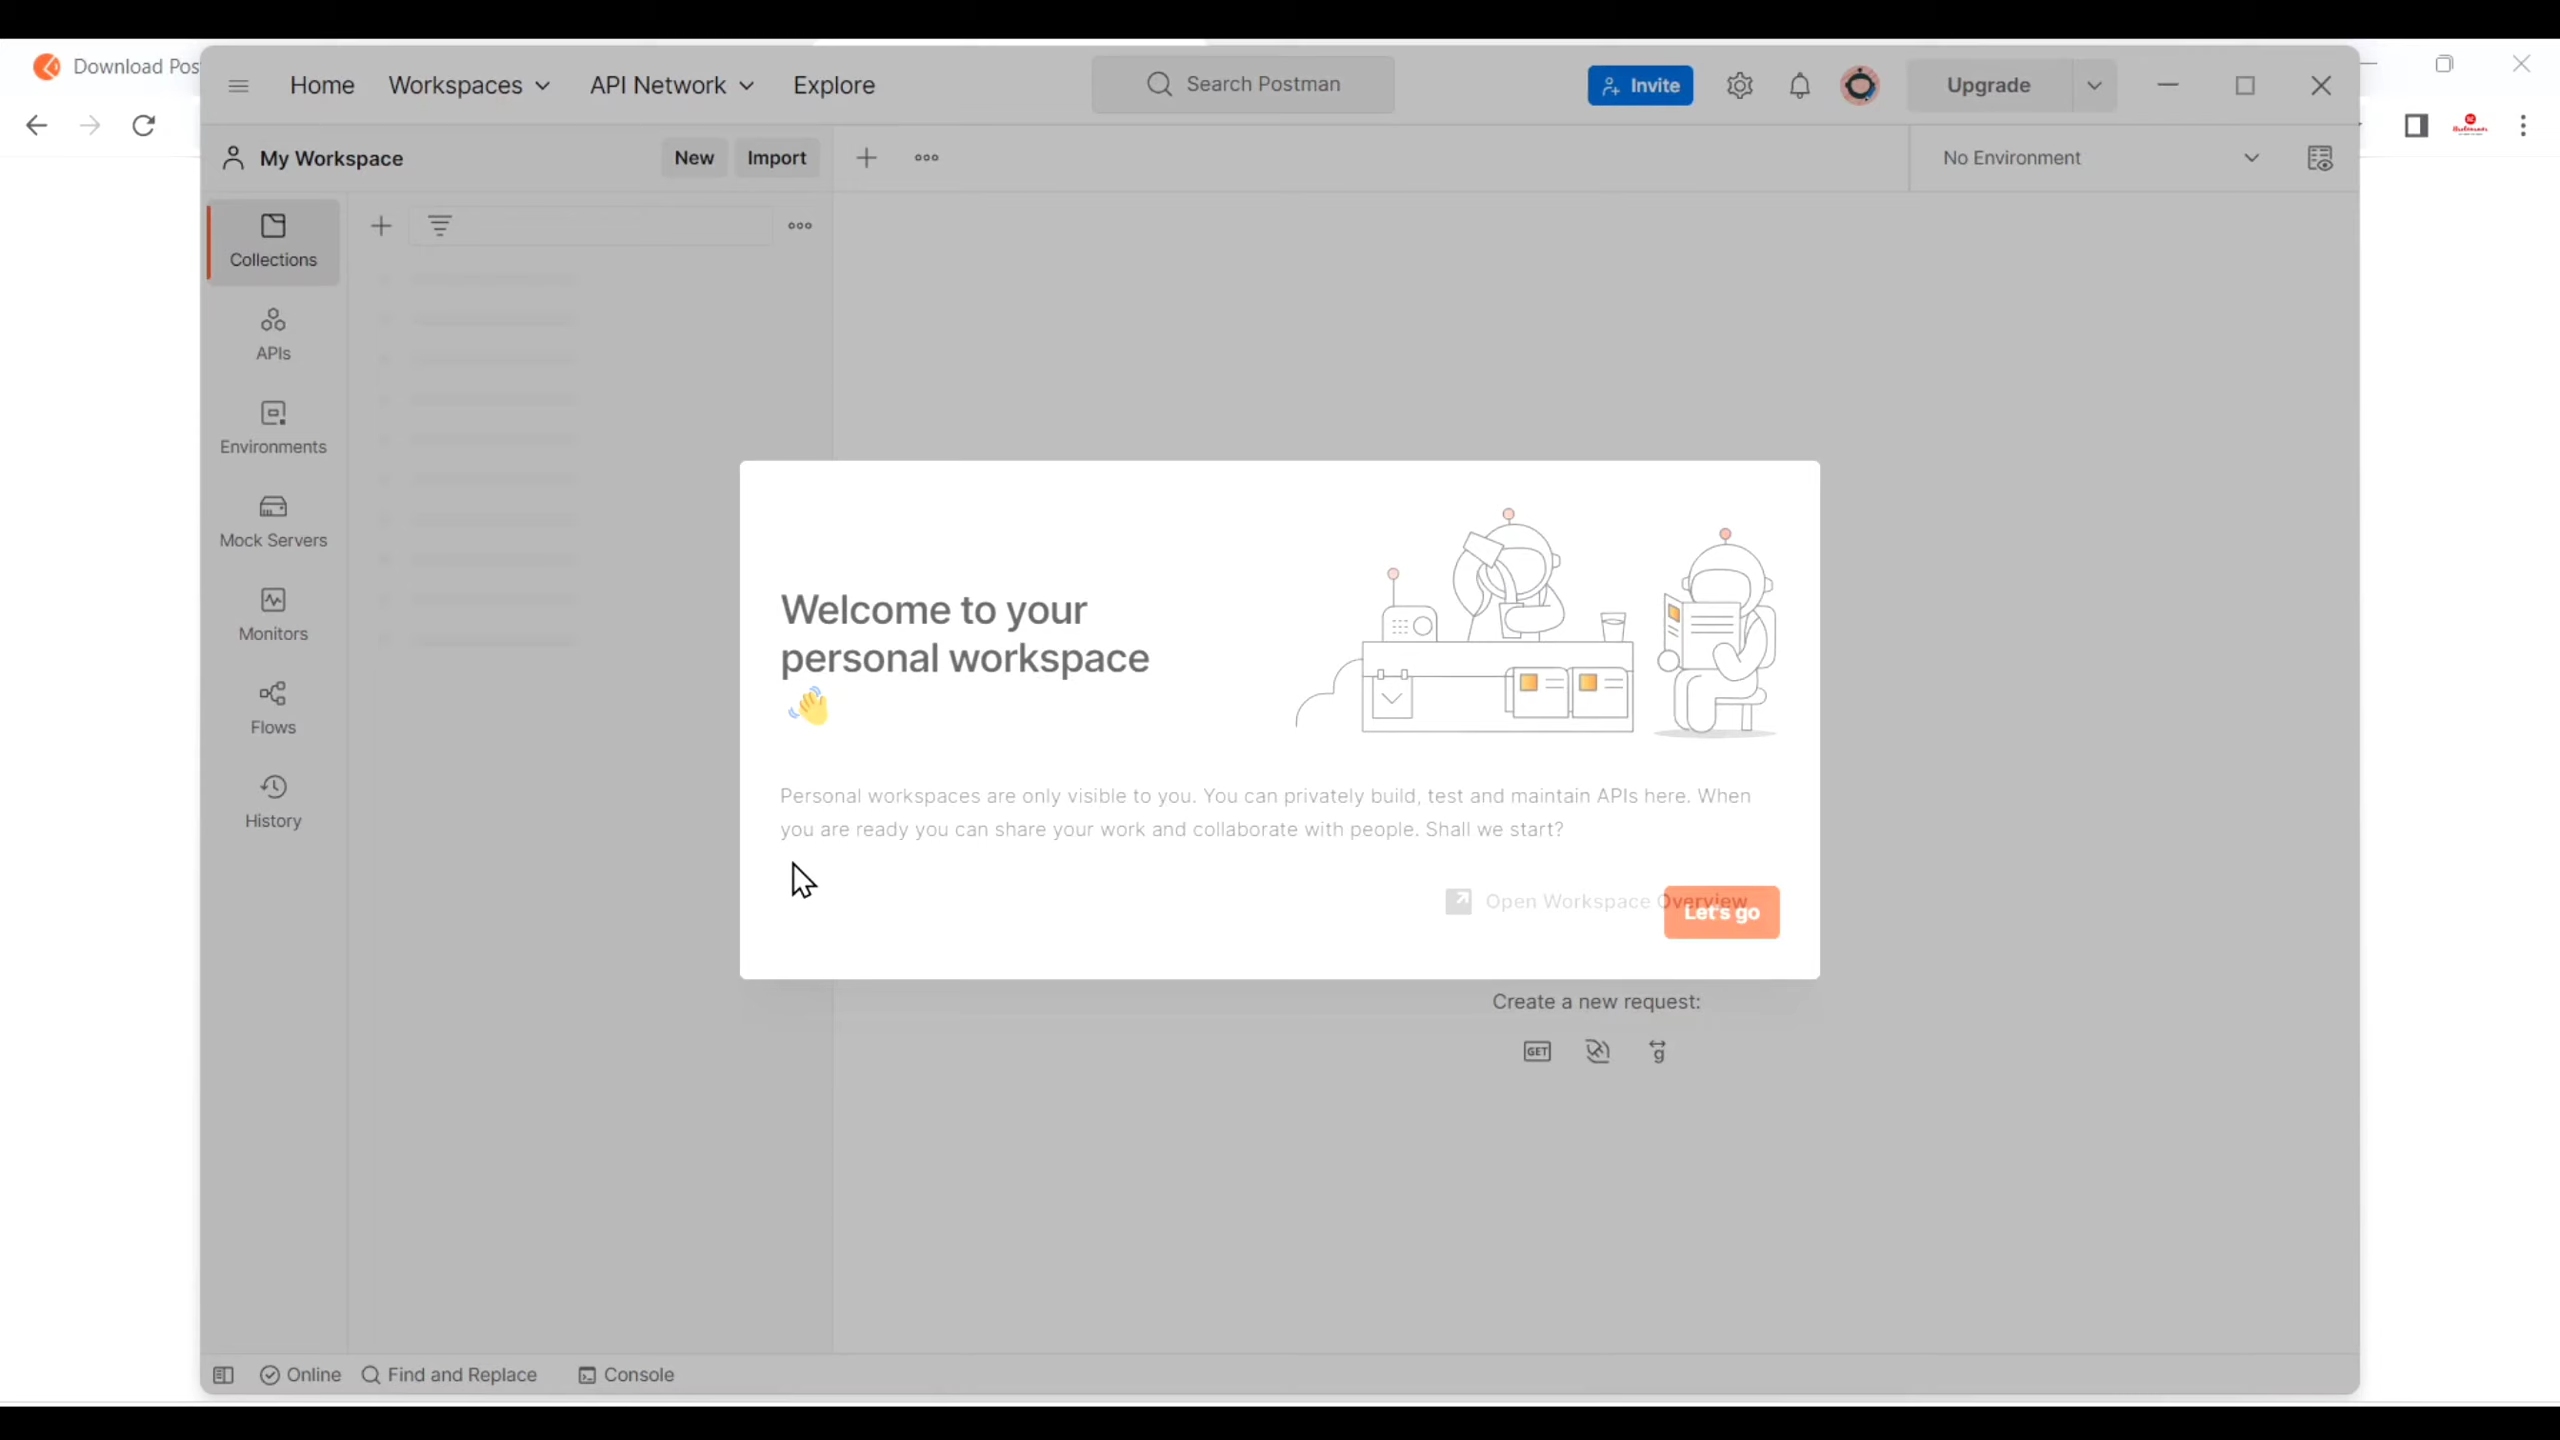 Download Pos
Home Workspaces API Network Explore Search Postman Invite Upgrade
My Workspace New Import No Environment
Collections
APIs
Environments
Mock Servers
Monitors
Flows
History
Welcome to your
personal workspace
Personal workspaces are only visible to you. You can privately build, test and maintain APIs here. When
you are ready you can share your work and collaborate with people. Shall we start?
Open Workspace Overview
Let's go
Create a new request:
GET
g
Online Find and Replace Console